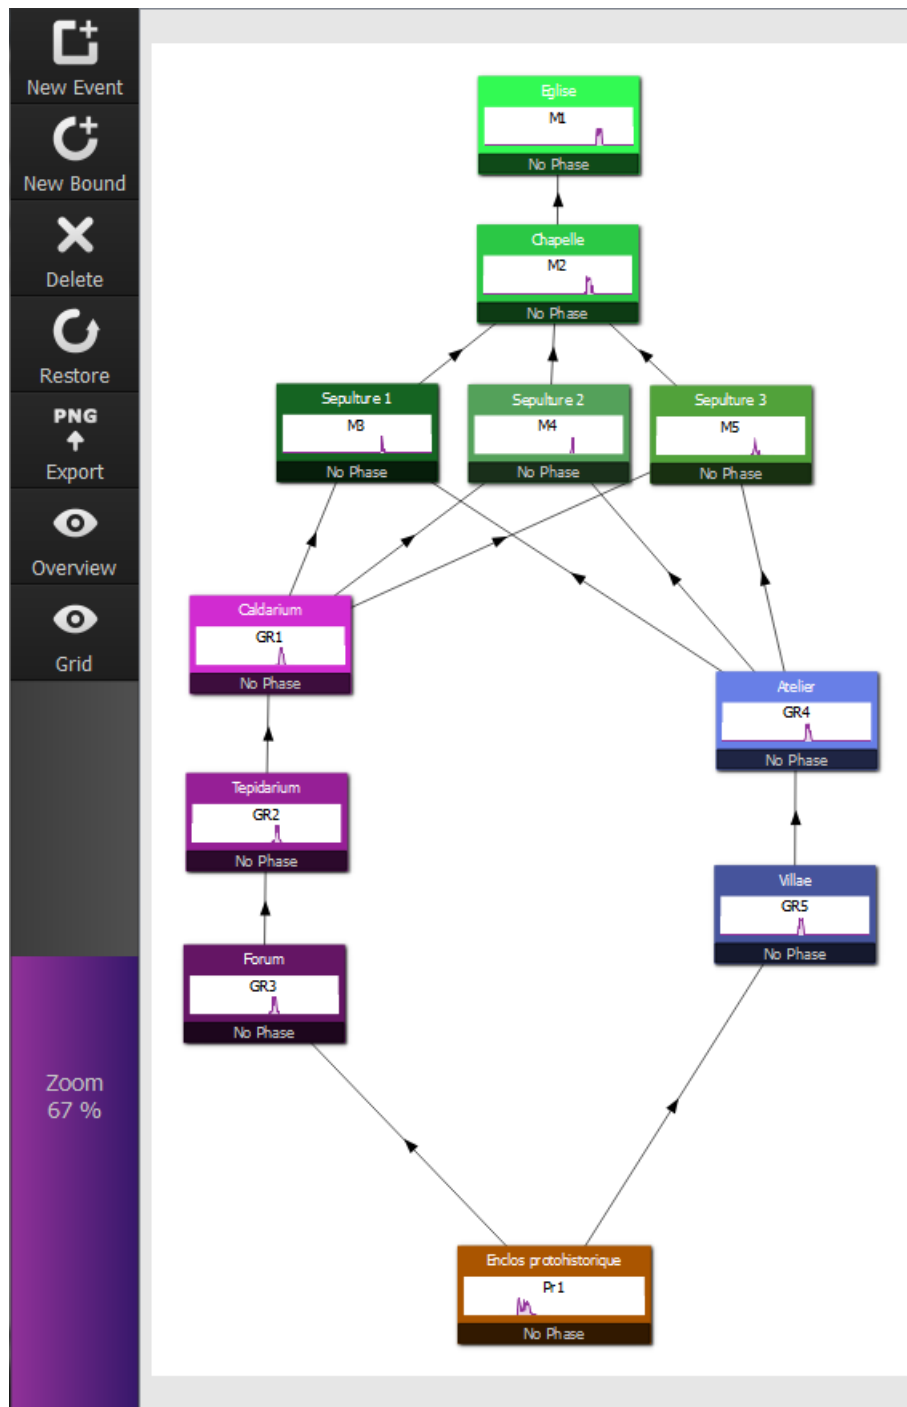 New Event
New Bound
Delete
Restore
PNG
Export
Overview
Grid
Zoom
67 %
Eglise
M1
No Phase
Chapelle
M2
No Phase
Sepulture 1
M3
No Phase
Sepulture 2
M4
No Phase
Sepulture 3
M5
No Phase
Caldarium
GR1
No Phase
Atelier
GR4
No Phase
Tepidarium
GR2
No Phase
Villae
GR5
No Phase
Forum
GR3
No Phase
Enclos protohistorique
Pr1
No Phase